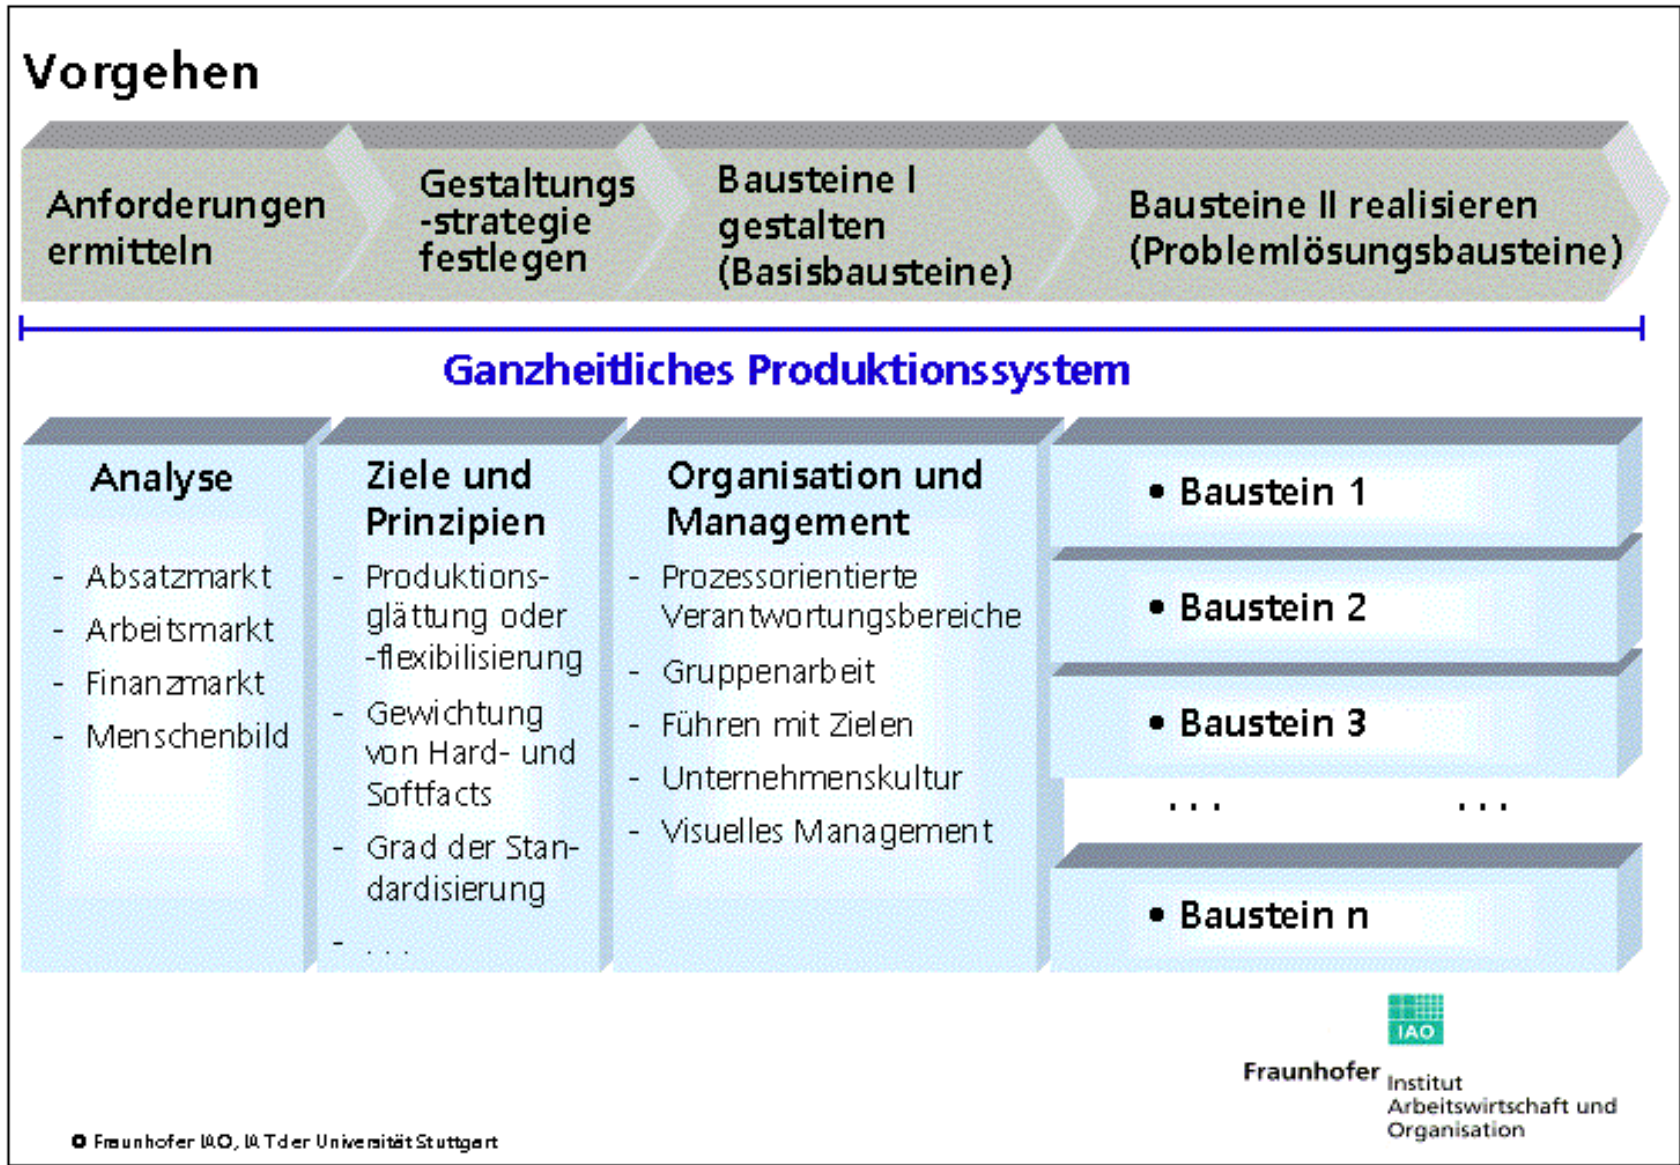 Vorgehen
Anforderungen
ermitteln
Gestaltungs
-strategie
festlegen
Bausteine I
gestalten
(Basisbausteine)
Bausteine II realisieren
(Problemlösungsbausteine)
Ganzheitliches Produktionssystem
Analyse
- Absatzmarkt
- Arbeitsmarkt
- Finanzmarkt
- Menschenbild
Ziele und
Prinzipien
- Produktions-
glättung oder
-flexibilisierung
- Gewichtung
von Hard- und
Softfacts
- Grad der Stan-
dardisierung
- . . .
Organisation und
Management
- Prozessorientierte
Verantwortungsbereiche
- Gruppenarbeit
- Führen mit Zielen
- Unternehmenskultur
- Visuelles Management
• Baustein 1
• Baustein 2
• Baustein 3
. . . . . .
• Baustein n
IAO
Fraunhofer Institut
Arbeitswirtschaft und
Organisation
© Fraunhofer IAO, IAT der Universität Stuttgart